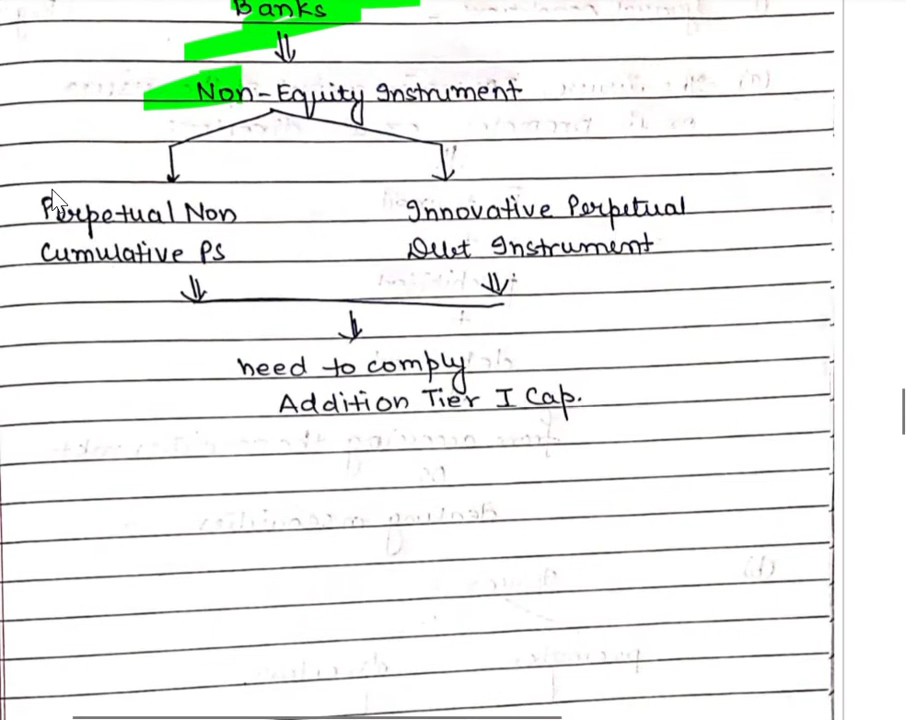 Banks
Non-Equity Instrument
Perpetual Non
Cumulative PS
Innovative Perpetual
Debt Instrument
need to comply
Addition Tier I Cap.